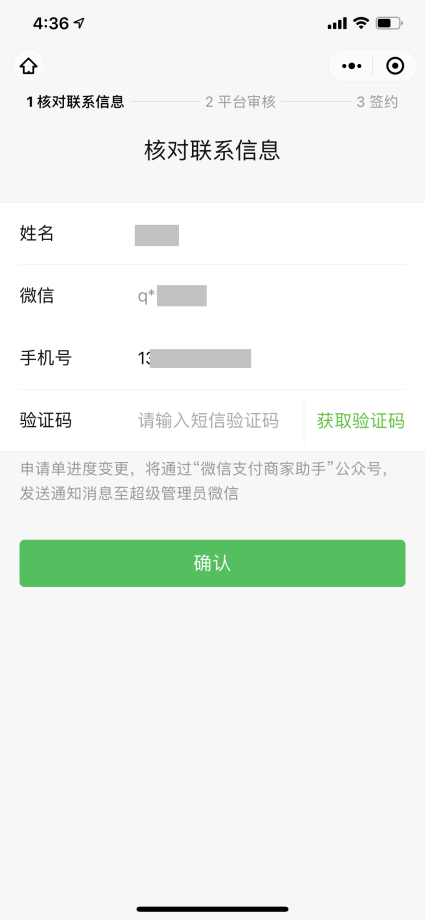 4:36
1 核对联系信息 2 平台审核 3 签约
核对联系信息
姓名
微信 q*
手机号 13
验证码 请输入短信验证码 获取验证码
申请单进度变更，将通过“微信支付商家助手”公众号，
发送通知消息至超级管理员微信
确认